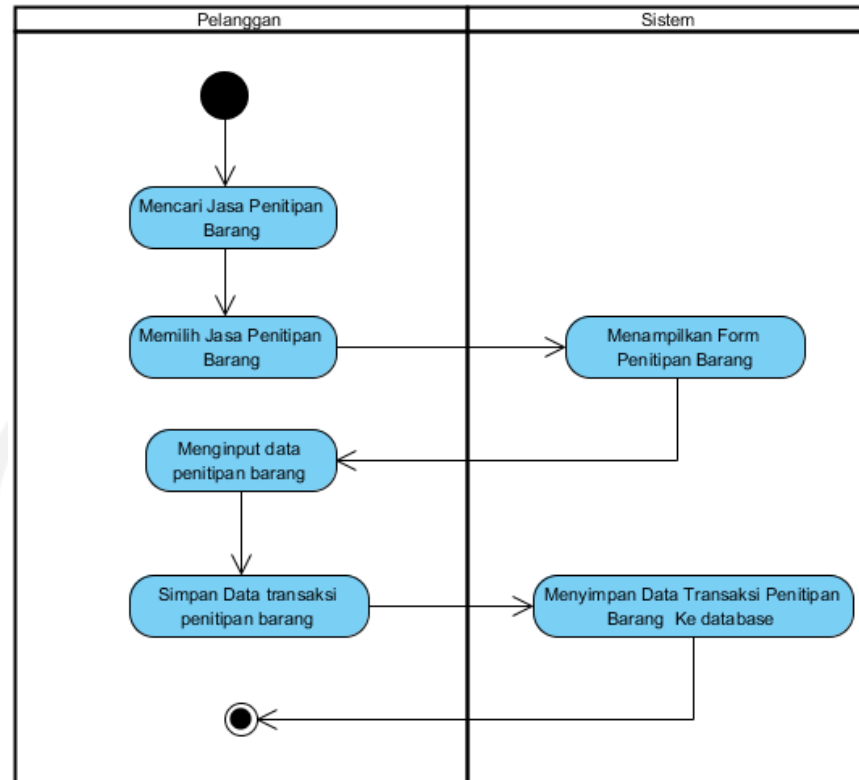 Pelanggan
Sistem
Mencari Jasa Penitipan
Barang
Memilih Jasa Penitipan
Barang
Menampilkan Form
Penitipan Barang
Menginput data
penitipan barang
Simpan Data transaksi
penitipan barang
Menyimpan Data Transaksi Penitipan
Barang Ke database